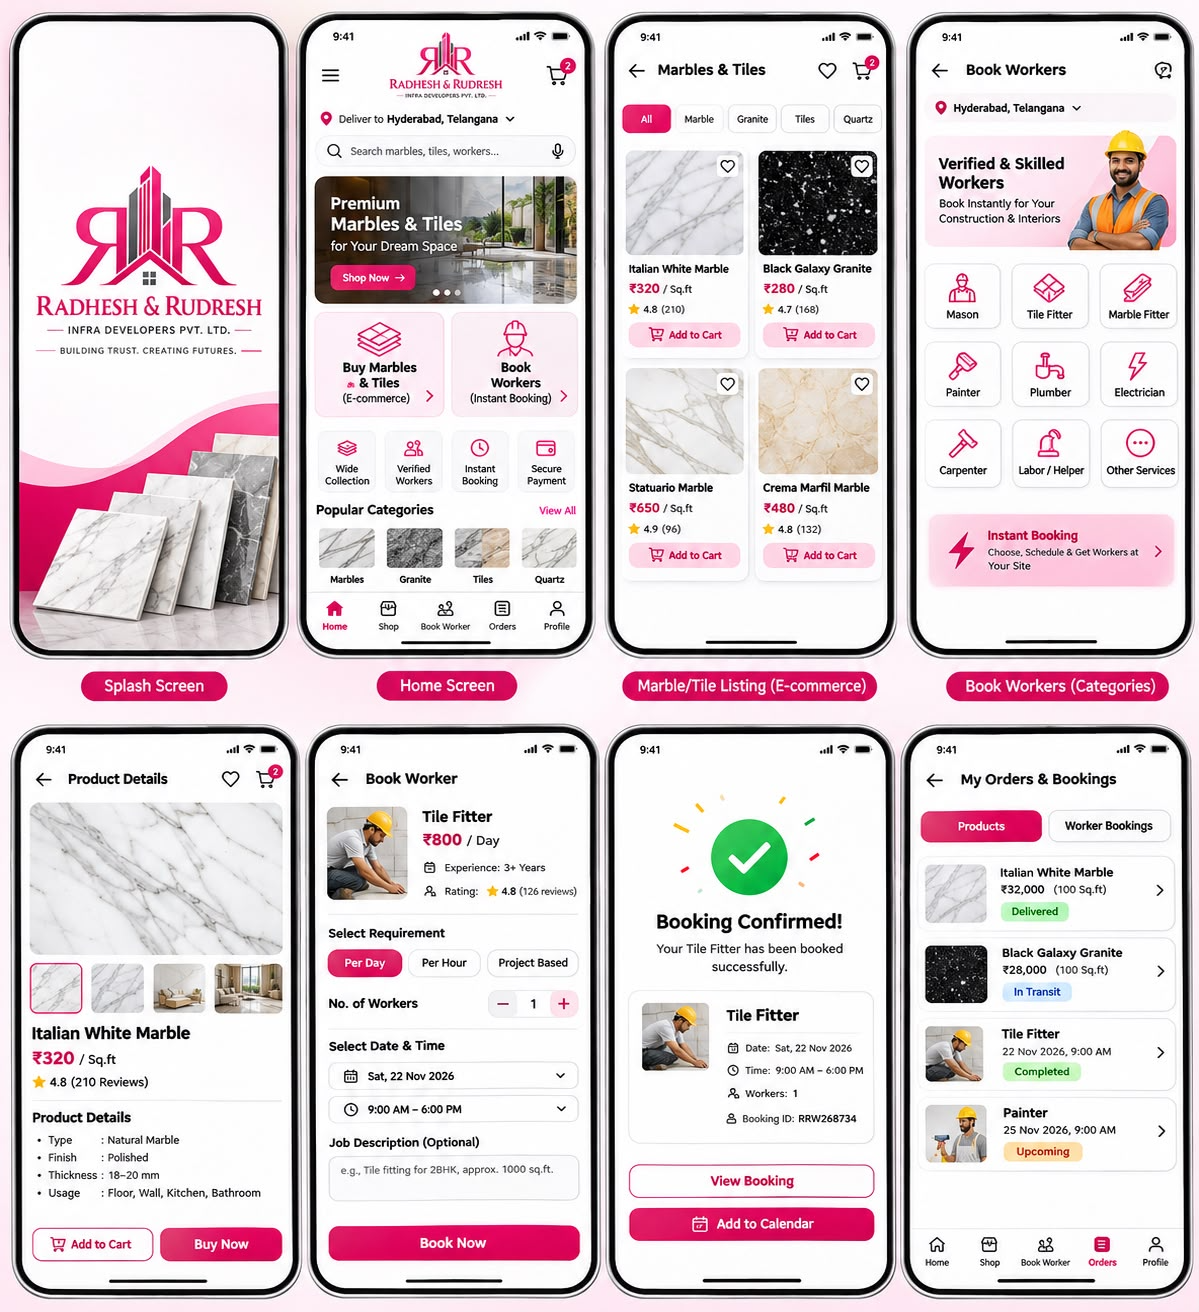 RADHESH & RUDRESH
INFRA DEVELOPERS PVT. LTD.
BUILDING TRUST. CREATING FUTURES.
Splash Screen
9:41
RADHESH & RUDRESH
INFRA DEVELOPERS PVT. LTD.
2
Deliver to Hyderabad, Telangana
Search marbles, tiles, workers...
Premium
Marbles & Tiles
for Your Dream Space
Shop Now →
Buy Marbles
& Tiles
(E-commerce)
Book
Workers
(Instant Booking)
Wide
Collection
Verified
Workers
Instant
Booking
Secure
Payment
Popular Categories
View All
Marbles
Granite
Tiles
Quartz
Home
Shop
Book Worker
Orders
Profile
Home Screen
9:41
Marbles & Tiles
2
All
Marble
Granite
Tiles
Quartz
Italian White Marble
₹320 / Sq.ft
4.8 (210)
Add to Cart
Black Galaxy Granite
₹280 / Sq.ft
4.7 (168)
Add to Cart
Statuario Marble
₹650 / Sq.ft
4.9 (96)
Add to Cart
Crema Marfil Marble
₹480 / Sq.ft
4.8 (132)
Add to Cart
Marble/Tile Listing (E-commerce)
9:41
Book Workers
Hyderabad, Telangana
Verified & Skilled
Workers
Book Instantly for Your
Construction & Interiors
Mason
Tile Fitter
Marble Fitter
Painter
Plumber
Electrician
Carpenter
Labor / Helper
Other Services
Instant Booking
Choose, Schedule & Get Workers at
Your Site
Book Workers (Categories)
9:41
Product Details
2
Italian White Marble
₹320 / Sq.ft
4.8 (210 Reviews)
Product Details
• Type : Natural Marble
• Finish : Polished
• Thickness : 18–20 mm
• Usage : Floor, Wall, Kitchen, Bathroom
Add to Cart
Buy Now
9:41
Book Worker
Tile Fitter
₹800 / Day
Experience: 3+ Years
Rating: 4.8 (126 reviews)
Select Requirement
Per Day
Per Hour
Project Based
No. of Workers
− 1 +
Select Date & Time
Sat, 22 Nov 2026
9:00 AM – 6:00 PM
Job Description (Optional)
e.g., Tile fitting for 2BHK, approx. 1000 sq.ft.
Book Now
9:41
Booking Confirmed!
Your Tile Fitter has been booked
successfully.
Tile Fitter
Date: Sat, 22 Nov 2026
Time: 9:00 AM – 6:00 PM
Workers: 1
Booking ID: RRW268734
View Booking
Add to Calendar
9:41
My Orders & Bookings
Products
Worker Bookings
Italian White Marble
₹32,000 (100 Sq.ft)
Delivered
Black Galaxy Granite
₹28,000 (100 Sq.ft)
In Transit
Tile Fitter
22 Nov 2026, 9:00 AM
Completed
Painter
25 Nov 2026, 9:00 AM
Upcoming
Home
Shop
Book Worker
Orders
Profile